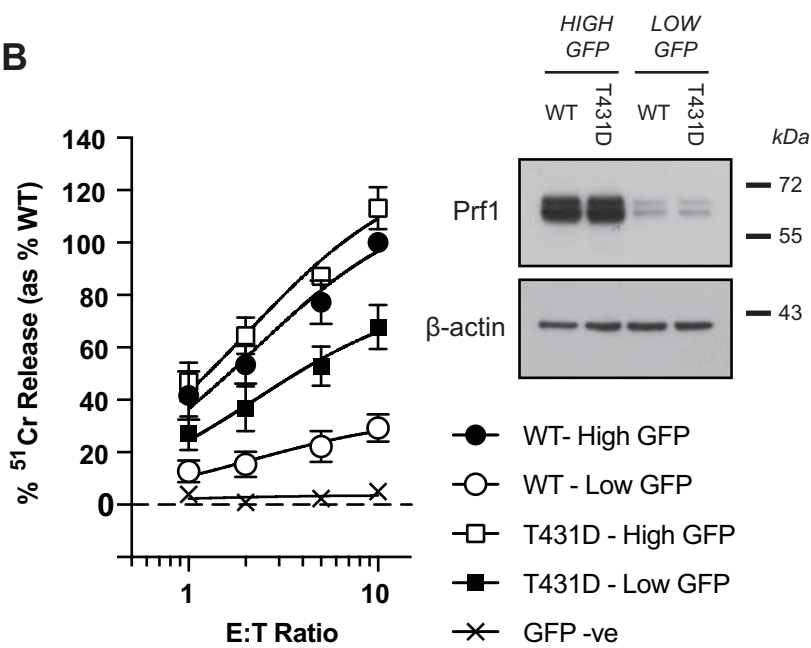 B
HIGH
GFP
LOW
GFP
WT
T431D
WT
T431D
kDa
Prf1
72
55
β-actin
43
% ⁵¹Cr Release (as % WT)
140
120
100
80
60
40
20
0
1
10
E:T Ratio
WT- High GFP
WT - Low GFP
T431D - High GFP
T431D - Low GFP
GFP -ve